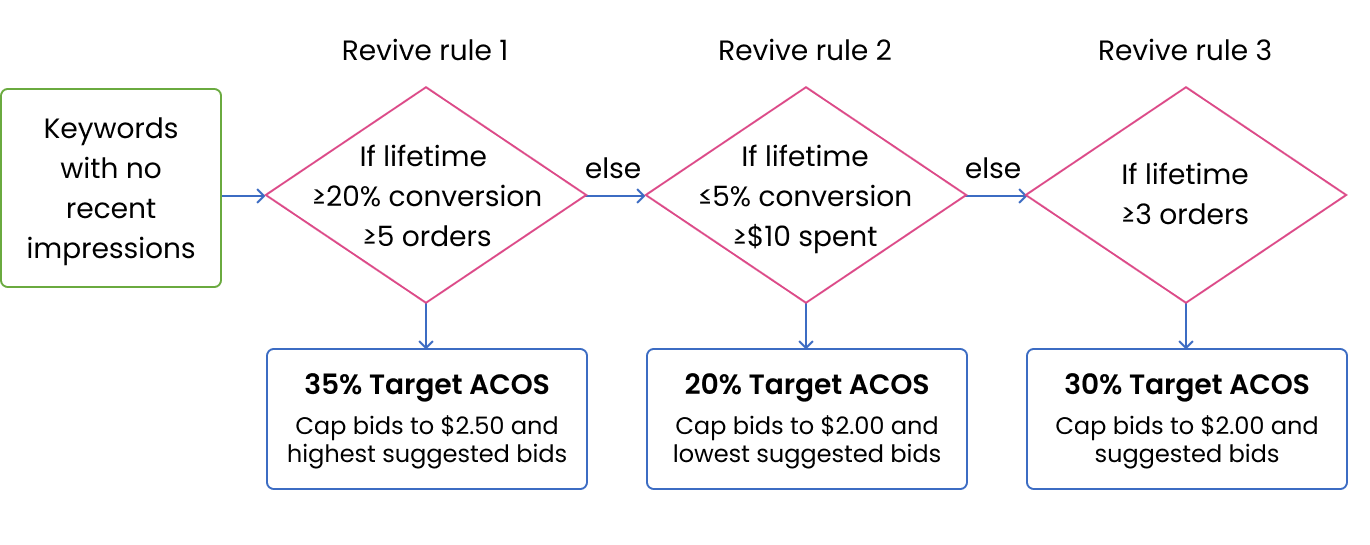 Revive rule 1
Revive rule 2
Revive rule 3
Keywords
with no
recent
impressions
If lifetime
≥20% conversion
≥5 orders
else
If lifetime
≤5% conversion
≥$10 spent
else
If lifetime
≥3 orders
35% Target ACOS
Cap bids to $2.50 and
highest suggested bids
20% Target ACOS
Cap bids to $2.00 and
lowest suggested bids
30% Target ACOS
Cap bids to $2.00 and
suggested bids